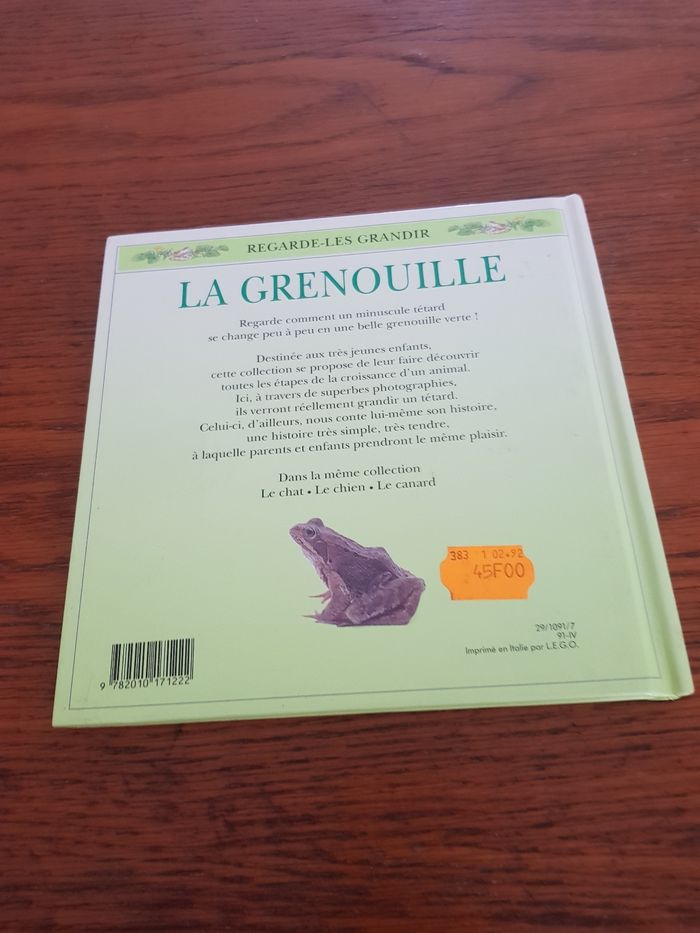 REGARDE-LES GRANDIR
LA GRENOUILLE
Regarde comment un minuscule tétard
se change peu à peu en une belle grenouille verte !
Destinée aux très jeunes enfants,
cette collection se propose de leur faire découvrir
toutes les étapes de la croissance d'un animal.
Ici, à travers de superbes photographies,
ils verront réellement grandir un tétard.
Celui-ci, d'ailleurs, nous conte lui-même son histoire,
une histoire très simple, très tendre,
à laquelle parents et enfants prendront le même plaisir.
Dans la même collection
Le chat • Le chien • Le canard
383 1 02.92
45F00
29/1091/7
91-IV
Imprimé en Italie par L.E.G.O.
9 782010 171222